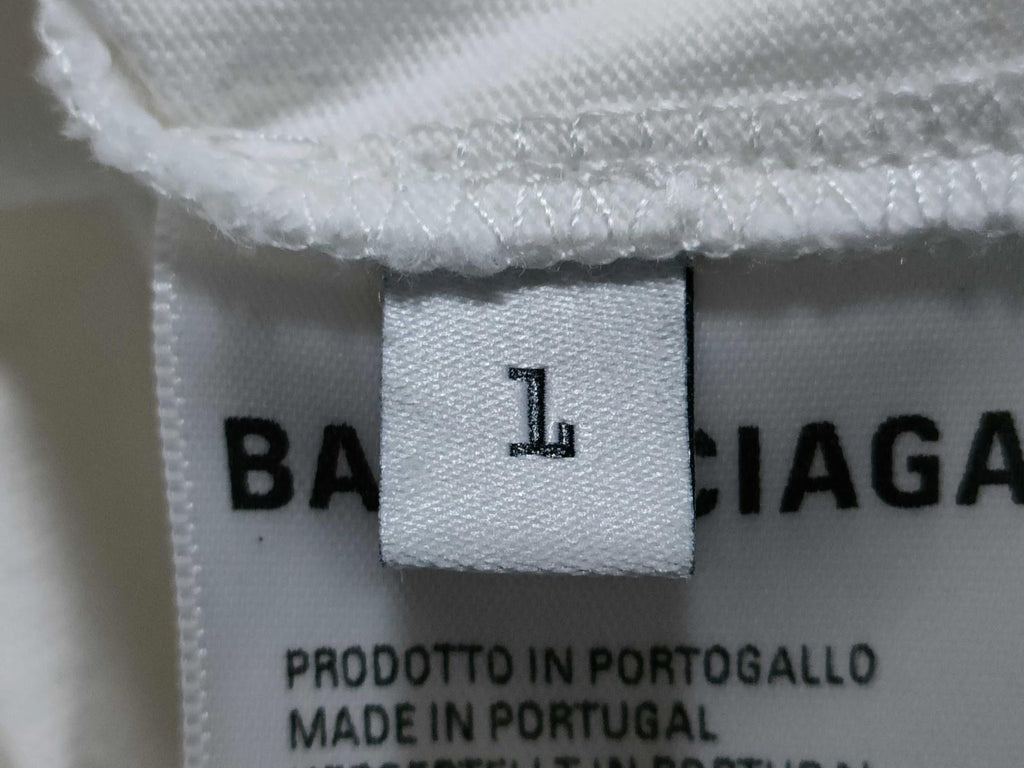 L
BA CIAGA
PRODOTTO IN PORTOGALLO
MADE IN PORTUGAL